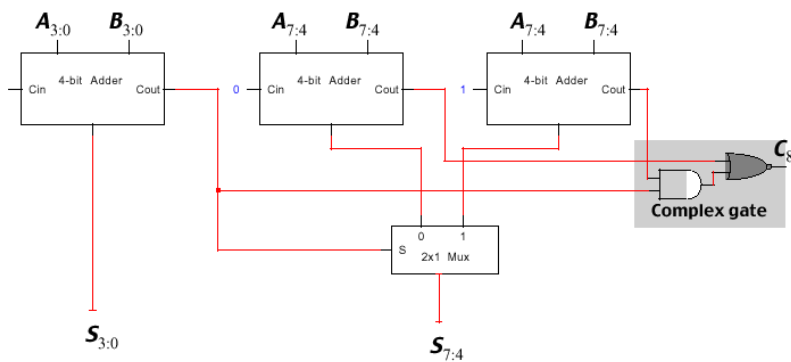 A3:0 B3:0 A7:4 B7:4 A7:4 B7:4
4-bit Adder 4-bit Adder 4-bit Adder
Cin Cout 0 Cin Cout 1 Cin Cout
C8
Complex gate
0 1
S
2x1 Mux
S3:0 S7:4